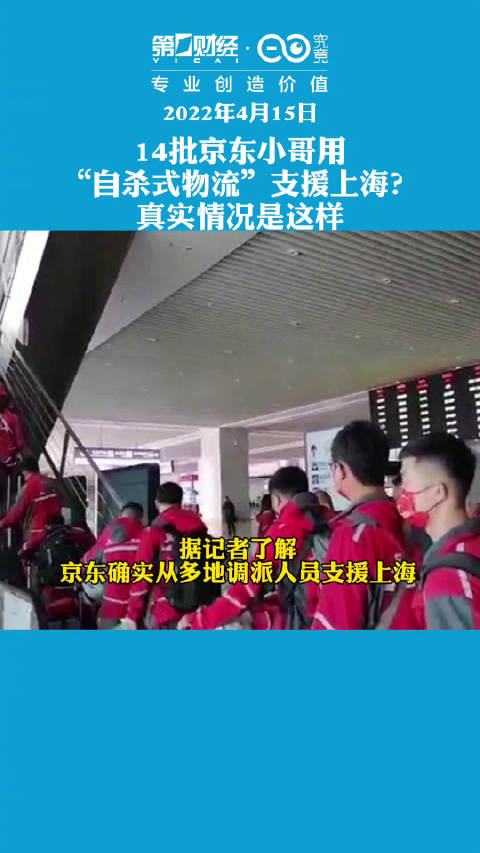 第一财经 · 究竟
YICAI
专业创造价值
2022年4月15日
14批京东小哥用
“自杀式物流”支援上海?
真实情况是这样
据记者了解
京东确实从多地调派人员支援上海